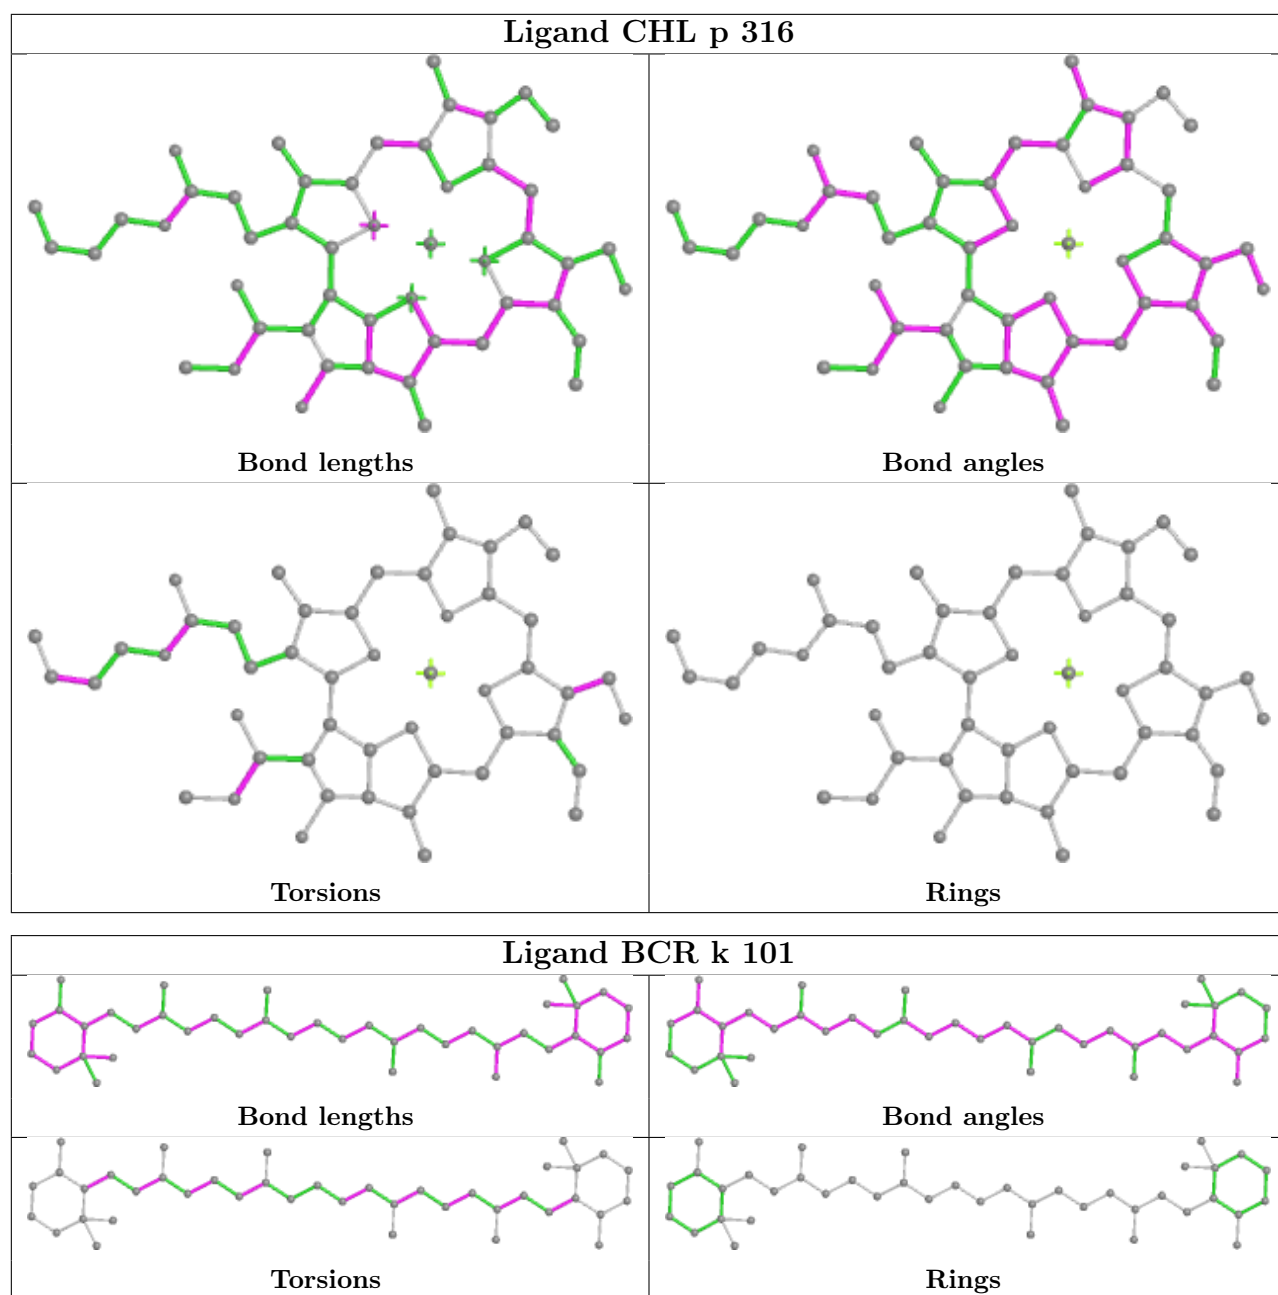 Ligand CHL p 316
Bond lengths
Bond angles
Torsions
Rings
Ligand BCR k 101
Bond lengths
Bond angles
Torsions
Rings